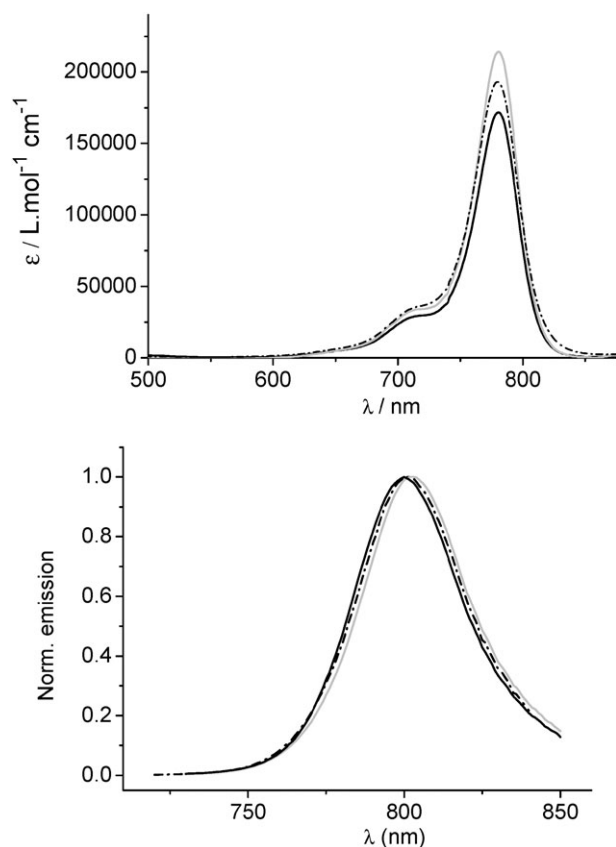 ε / L.mol⁻¹ cm⁻¹
200000
150000
100000
50000
0
500 600 700 800
λ / nm
Norm. emission
1.0
0.8
0.6
0.4
0.2
0.0
750 800 850
λ (nm)